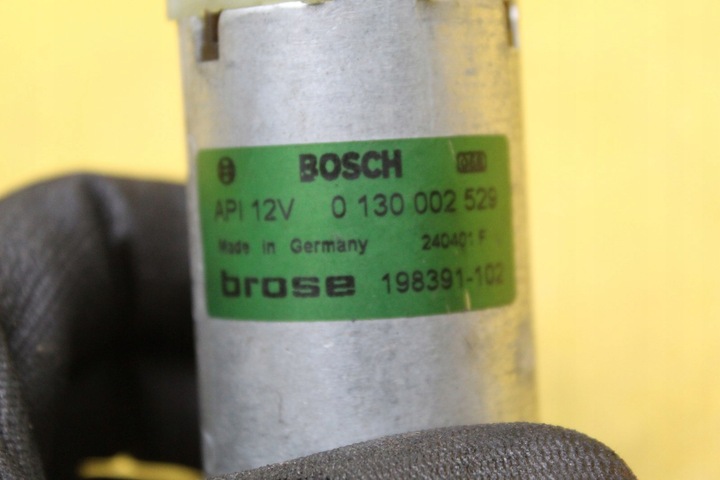 BOSCH
API 12V 0 130 002 529
Made in Germany 240401 F
brose 198391-102